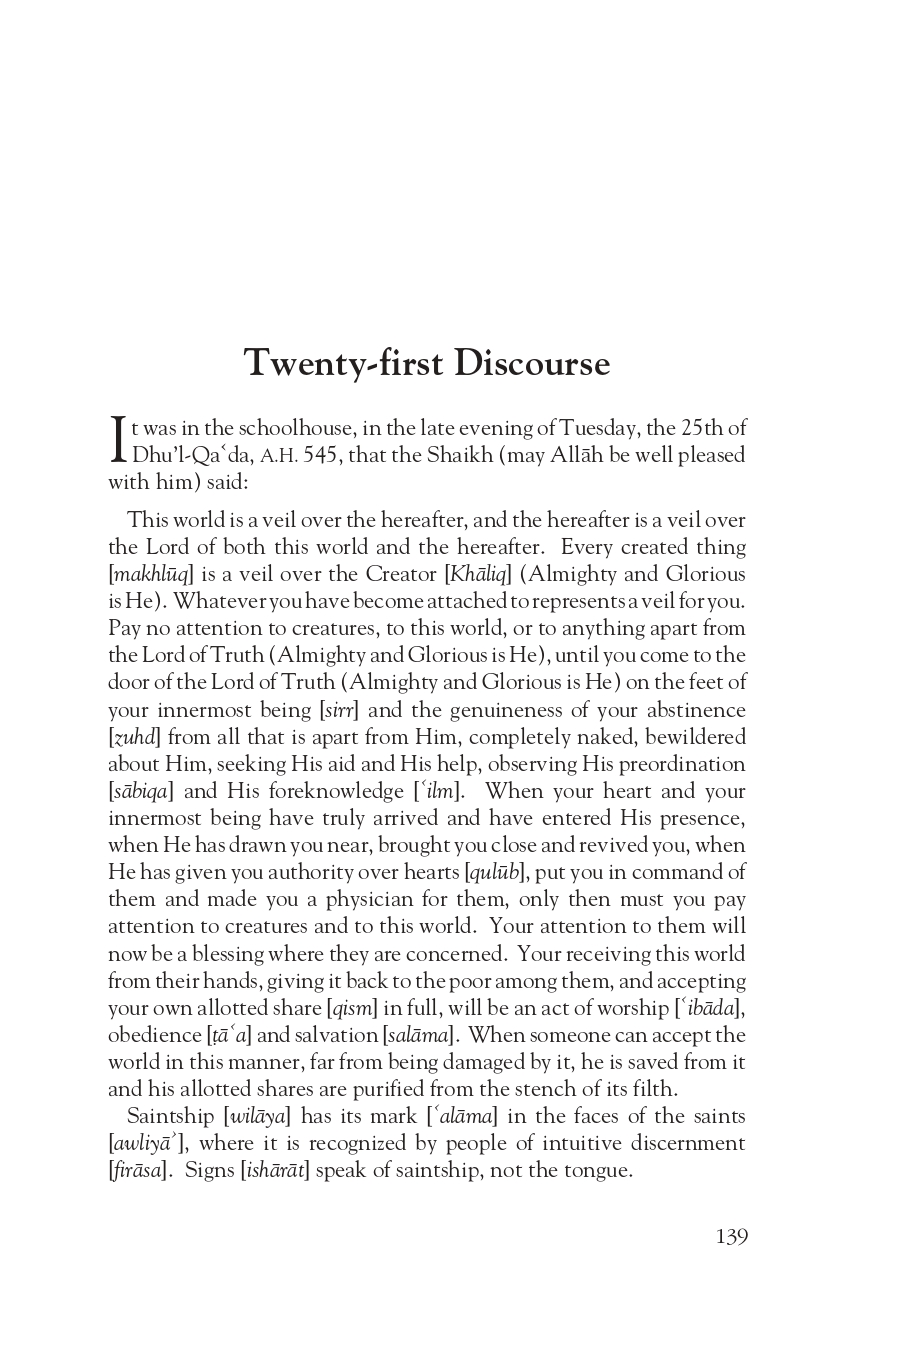 Twenty-first Discourse
It was in the schoolhouse, in the late evening of Tuesday, the 25th of
Dhu’l-Qaʿda, A.H. 545, that the Shaikh (may Allāh be well pleased
with him) said:
This world is a veil over the hereafter, and the hereafter is a veil over
the Lord of both this world and the hereafter. Every created thing
[makhlūq] is a veil over the Creator [Khāliq] (Almighty and Glorious
is He). Whatever you have become attached to represents a veil for you.
Pay no attention to creatures, to this world, or to anything apart from
the Lord of Truth (Almighty and Glorious is He), until you come to the
door of the Lord of Truth (Almighty and Glorious is He) on the feet of
your innermost being [sirr] and the genuineness of your abstinence
[zuhd] from all that is apart from Him, completely naked, bewildered
about Him, seeking His aid and His help, observing His preordination
[sābiqa] and His foreknowledge [ʿilm]. When your heart and your
innermost being have truly arrived and have entered His presence,
when He has drawn you near, brought you close and revived you, when
He has given you authority over hearts [qulūb], put you in command of
them and made you a physician for them, only then must you pay
attention to creatures and to this world. Your attention to them will
now be a blessing where they are concerned. Your receiving this world
from their hands, giving it back to the poor among them, and accepting
your own allotted share [qism] in full, will be an act of worship [ʿibāda],
obedience [ṭāʿa] and salvation [salāma]. When someone can accept the
world in this manner, far from being damaged by it, he is saved from it
and his allotted shares are purified from the stench of its filth.
Saintship [wilāya] has its mark [ʿalāma] in the faces of the saints
[awliyāʾ], where it is recognized by people of intuitive discernment
[firāsa]. Signs [ishārāt] speak of saintship, not the tongue.
139